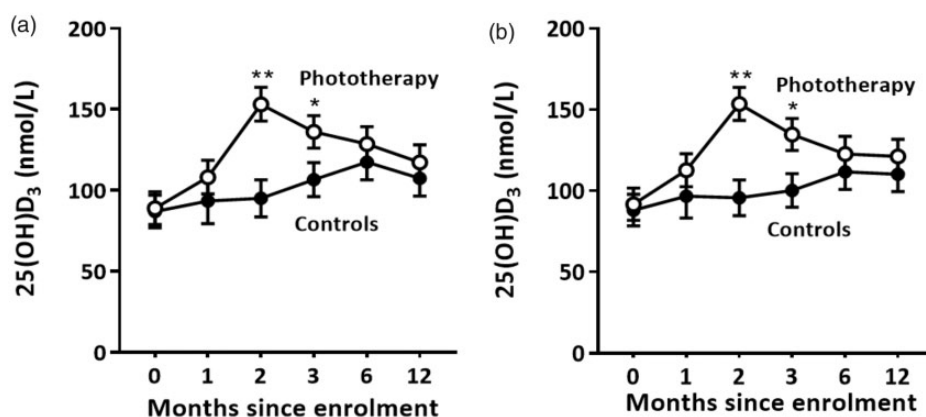 (a)
200
150
100
50
0
25(OH)D3 (nmol/L)
**
Phototherapy
*
Controls
0 1 2 3 6 12
Months since enrolment
(b)
200
150
100
50
0
25(OH)D3 (nmol/L)
**
Phototherapy
*
Controls
0 1 2 3 6 12
Months since enrolment